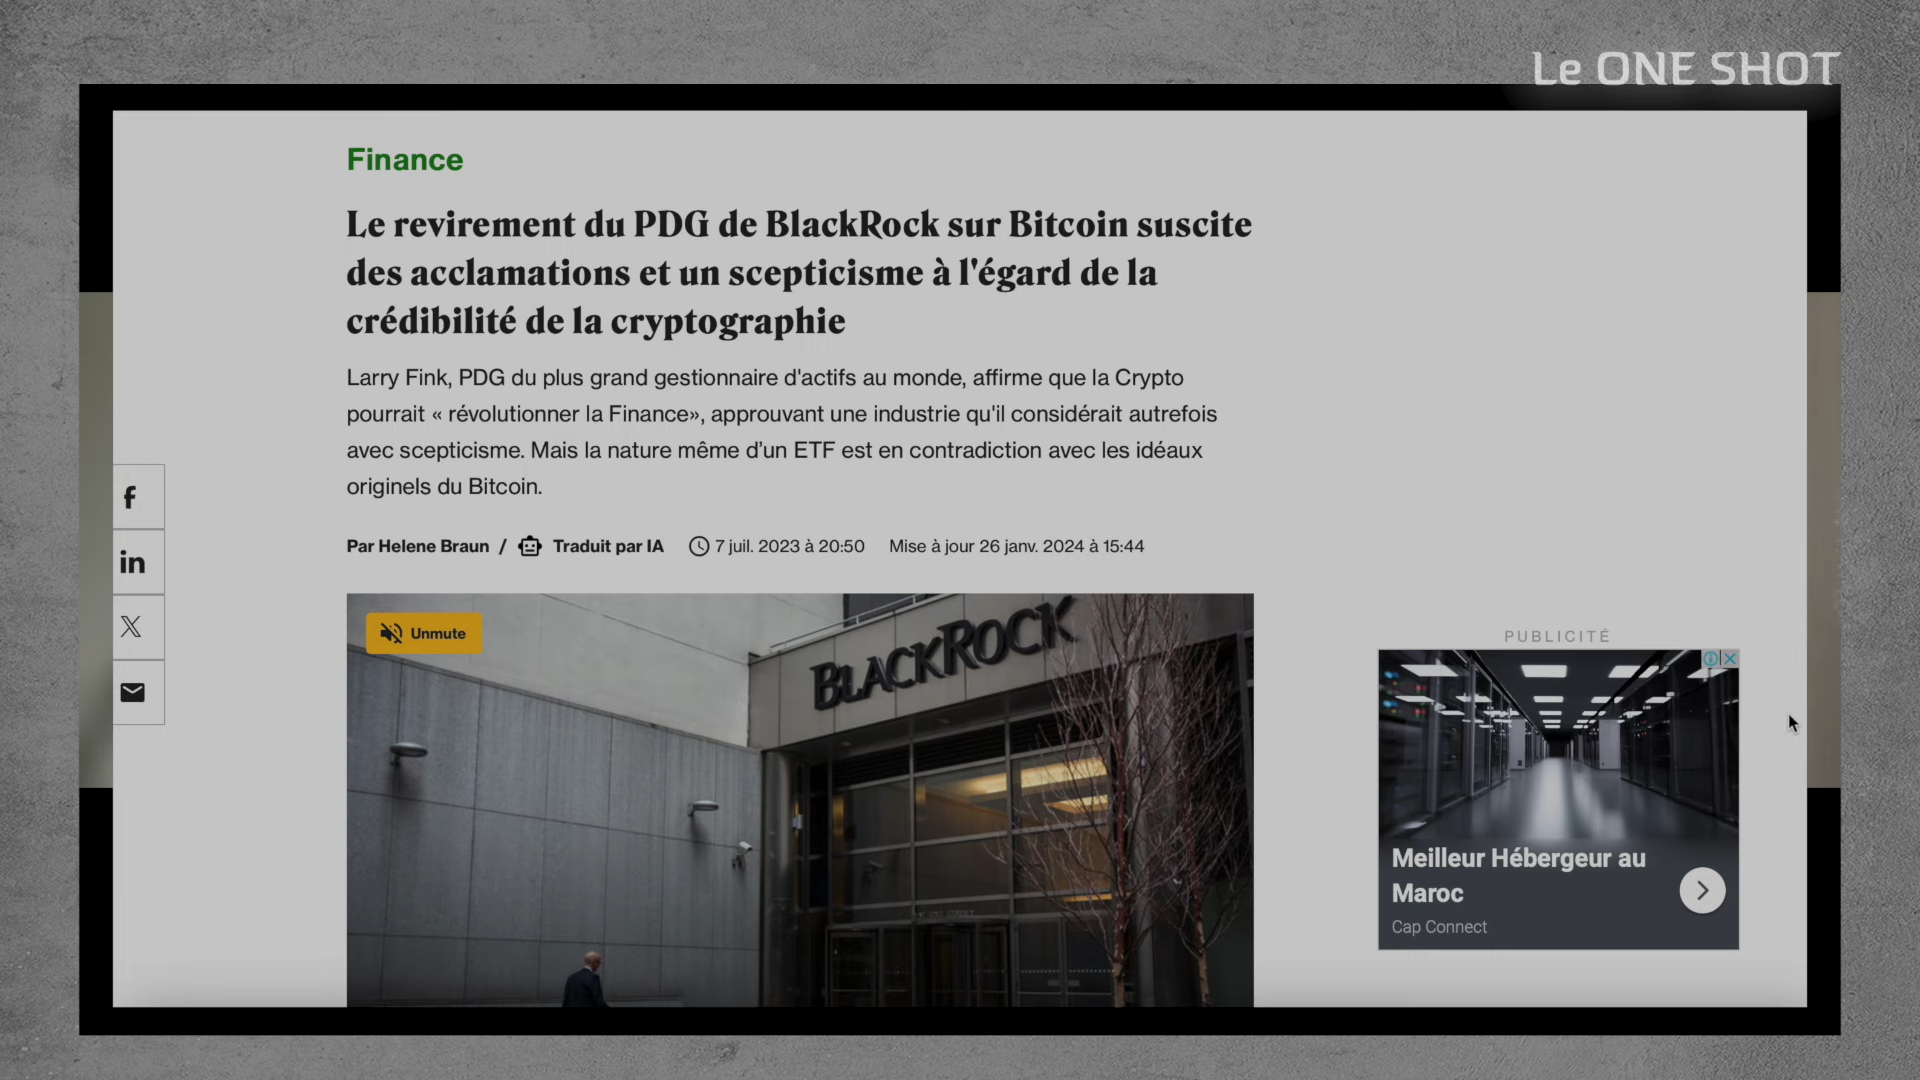 Le ONE SHOT
Finance
Le revirement du PDG de BlackRock sur Bitcoin suscite
des acclamations et un scepticisme à l'égard de la
crédibilité de la cryptographie
Larry Fink, PDG du plus grand gestionnaire d'actifs au monde, affirme que la Crypto
pourrait « révolutionner la Finance», approuvant une industrie qu'il considérait autrefois
avec scepticisme. Mais la nature même d’un ETF est en contradiction avec les idéaux
originels du Bitcoin.
Par Helene Braun / Traduit par IA 7 juil. 2023 à 20:50 Mise à jour 26 janv. 2024 à 15:44
Unmute
BLACKROCK
PUBLICITÉ
Meilleur Hébergeur au
Maroc
Cap Connect